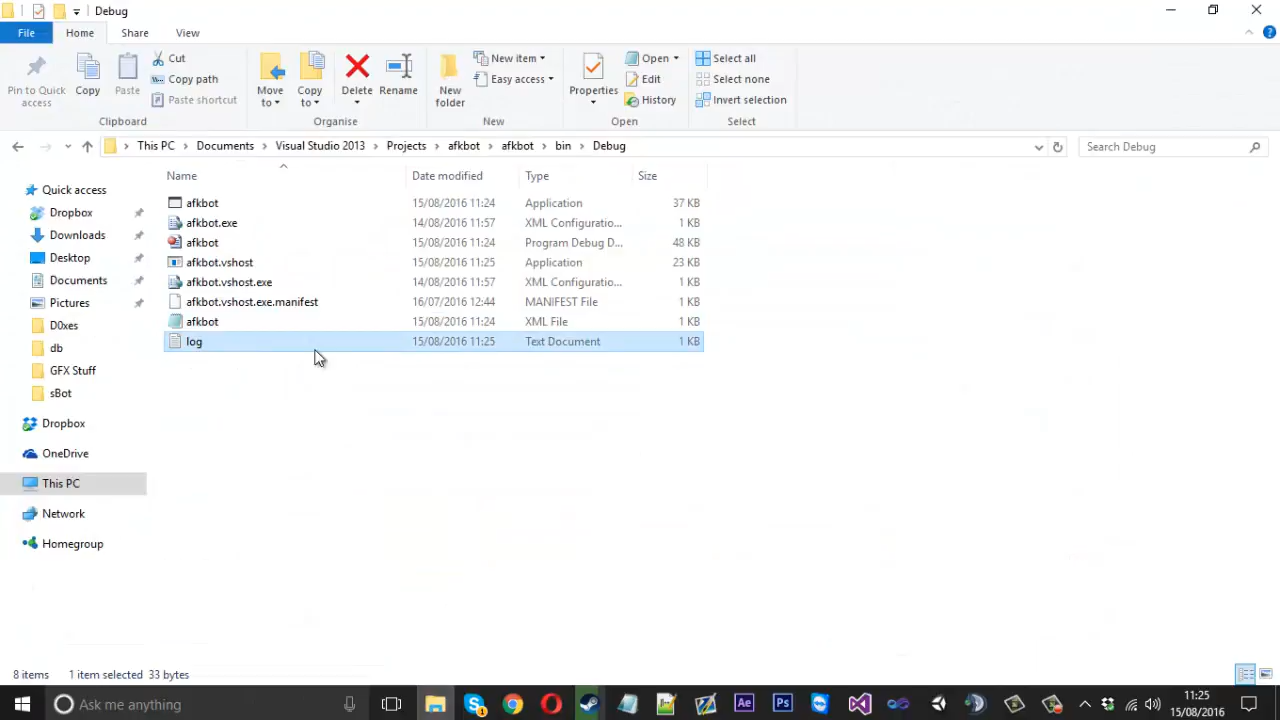 Debug
File Home Share View
Pin to Quick access
Copy
Paste
Cut
Copy path
Paste shortcut
Clipboard
Move to
Copy to
Delete
Rename
Organise
New folder
New item
Easy access
New
Properties
Open
Edit
History
Open
Select all
Select none
Invert selection
Select
This PC Documents Visual Studio 2013 Projects afkbot afkbot bin Debug
Search Debug
Name Date modified Type Size
afkbot 15/08/2016 11:24 Application 37 KB
afkbot.exe 14/08/2016 11:57 XML Configuratio... 1 KB
afkbot 15/08/2016 11:24 Program Debug D... 48 KB
afkbot.vshost 15/08/2016 11:25 Application 23 KB
afkbot.vshost.exe 14/08/2016 11:57 XML Configuratio... 1 KB
afkbot.vshost.exe.manifest 16/07/2016 12:44 MANIFEST File 1 KB
afkbot 15/08/2016 11:24 XML File 1 KB
log 15/08/2016 11:25 Text Document 1 KB
Quick access
Dropbox
Downloads
Desktop
Documents
Pictures
D0xes
db
GFX Stuff
sBot
Dropbox
OneDrive
This PC
Network
Homegroup
8 items 1 item selected 33 bytes
Ask me anything
1
Ae
Ps
11:25
15/08/2016